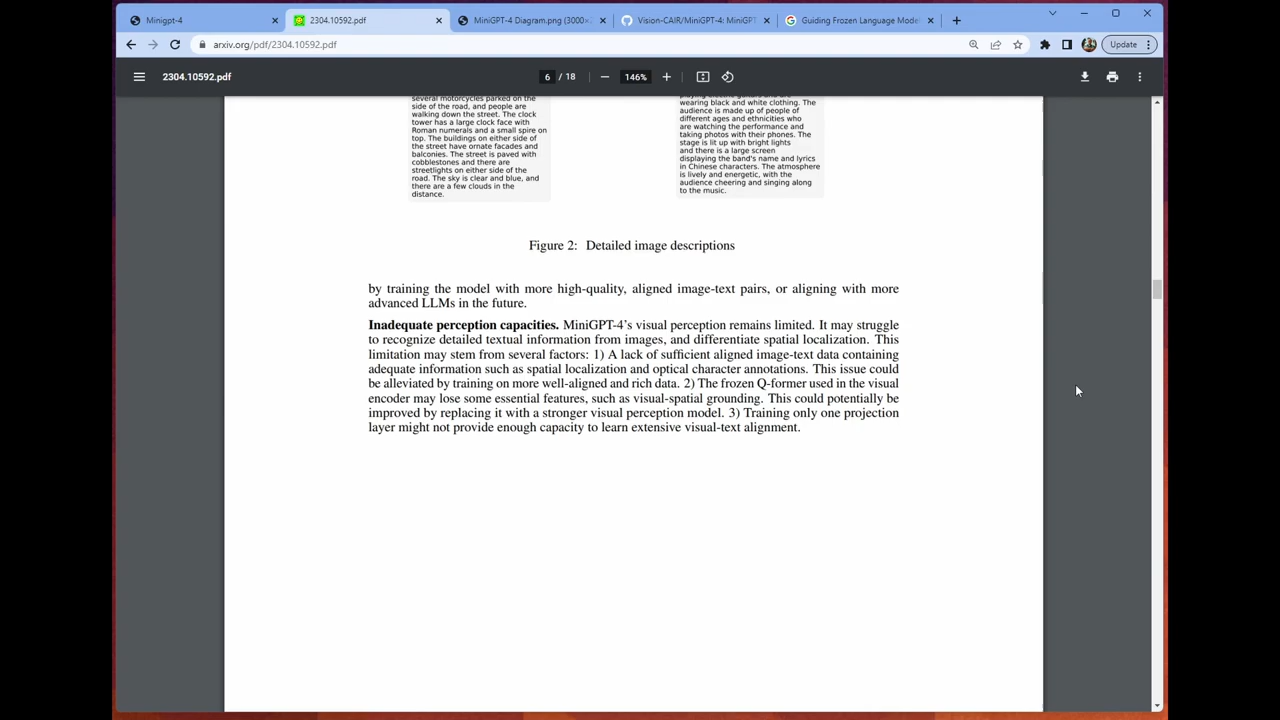 Minigpt-4
2304.10592.pdf
MiniGPT-4 Diagram.png (3000×
Vision-CAIR/MiniGPT-4: MiniGPT
Guiding Frozen Language Model
arxiv.org/pdf/2304.10592.pdf
Update
2304.10592.pdf
6 / 18
146%
several motorcycles parked on the
side of the road, and people are
walking down the street. The clock
tower has a large clock face with
Roman numerals and a small spire on
top. The buildings on either side of
the street have ornate facades and
balconies. The street is paved with
cobblestones and there are
streetlights on either side of the
road. The sky is clear and blue, and
there are a few clouds in the
distance.
playing electric guitars and are
wearing black and white clothing. The
audience is made up of people of
different ages and ethnicities who
are watching the performance and
taking photos with their phones. The
stage is lit up with bright lights
and there is a large screen
displaying the band's name and lyrics
in Chinese characters. The atmosphere
is lively and energetic, with the
audience cheering and singing along
to the music.
Figure 2: Detailed image descriptions
by training the model with more high-quality, aligned image-text pairs, or aligning with more
advanced LLMs in the future.
Inadequate perception capacities. MiniGPT-4's visual perception remains limited. It may struggle
to recognize detailed textual information from images, and differentiate spatial localization. This
limitation may stem from several factors: 1) A lack of sufficient aligned image-text data containing
adequate information such as spatial localization and optical character annotations. This issue could
be alleviated by training on more well-aligned and rich data. 2) The frozen Q-former used in the visual
encoder may lose some essential features, such as visual-spatial grounding. This could potentially be
improved by replacing it with a stronger visual perception model. 3) Training only one projection
layer might not provide enough capacity to learn extensive visual-text alignment.